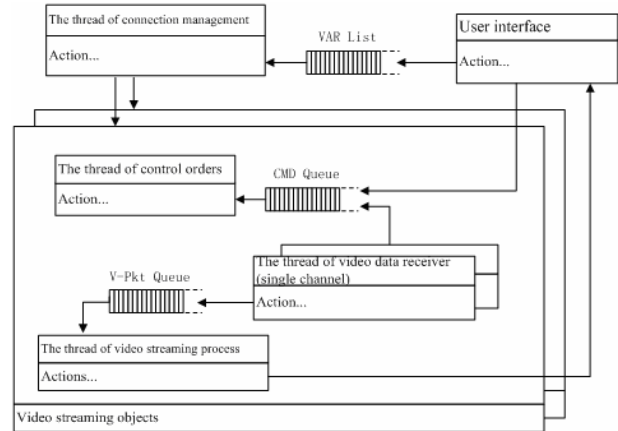 The thread of connection management
Action...
VAR List
User interface
Action...
The thread of control orders
Action...
CMD Queue
The thread of video data receiver
(single channel)
Action...
V-Pkt Queue
The thread of video streaming process
Actions...
Video streaming objects